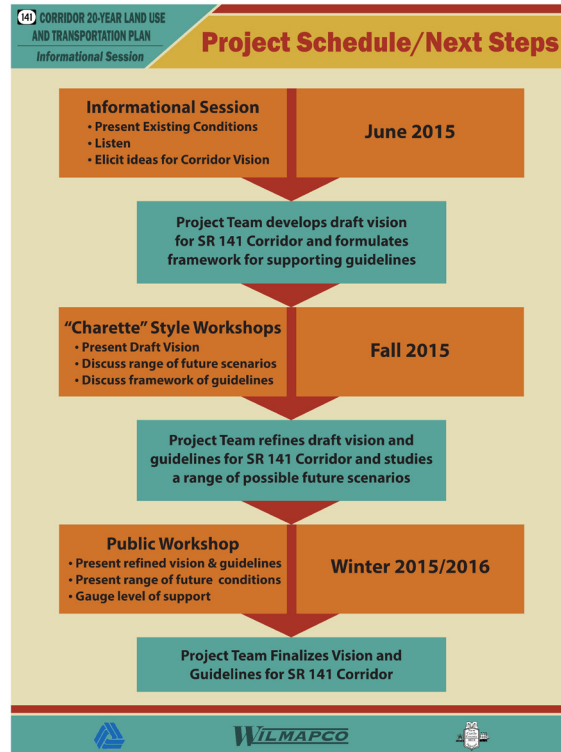 141 CORRIDOR 20-YEAR LAND USE
AND TRANSPORTATION PLAN
Informational Session
Project Schedule/Next Steps
Informational Session
• Present Existing Conditions
• Listen
• Elicit ideas for Corridor Vision
June 2015
Project Team develops draft vision
for SR 141 Corridor and formulates
framework for supporting guidelines
"Charette" Style Workshops
• Present Draft Vision
• Discuss range of future scenarios
• Discuss framework of guidelines
Fall 2015
Project Team refines draft vision and
guidelines for SR 141 Corridor and studies
a range of possible future scenarios
Public Workshop
• Present refined vision & guidelines
• Present range of future conditions
• Gauge level of support
Winter 2015/2016
Project Team Finalizes Vision and
Guidelines for SR 141 Corridor
WILMAPCO